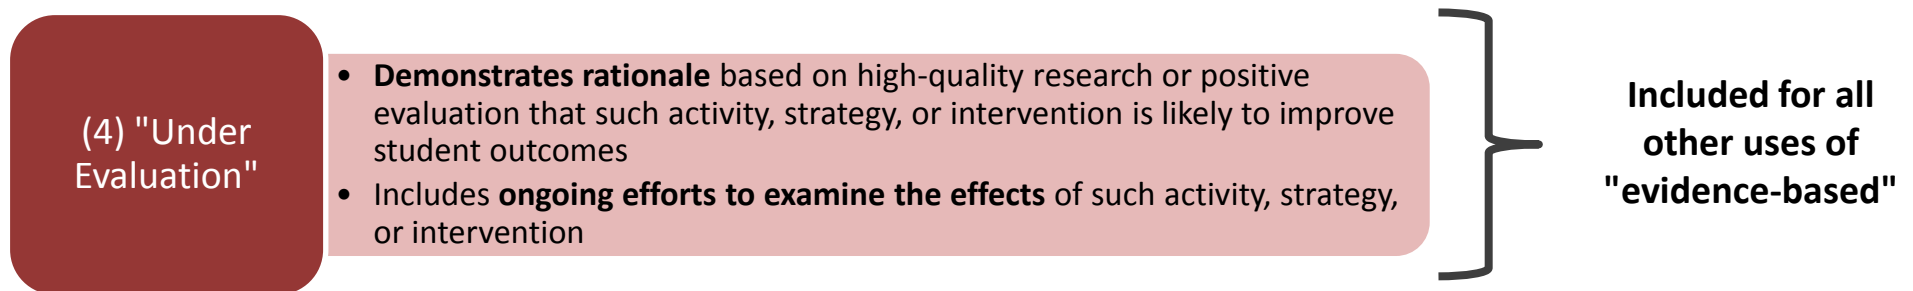 (4) "Under
Evaluation"
• Demonstrates rationale based on high-quality research or positive
evaluation that such activity, strategy, or intervention is likely to improve
student outcomes
• Includes ongoing efforts to examine the effects of such activity, strategy,
or intervention
Included for all
other uses of
"evidence-based"